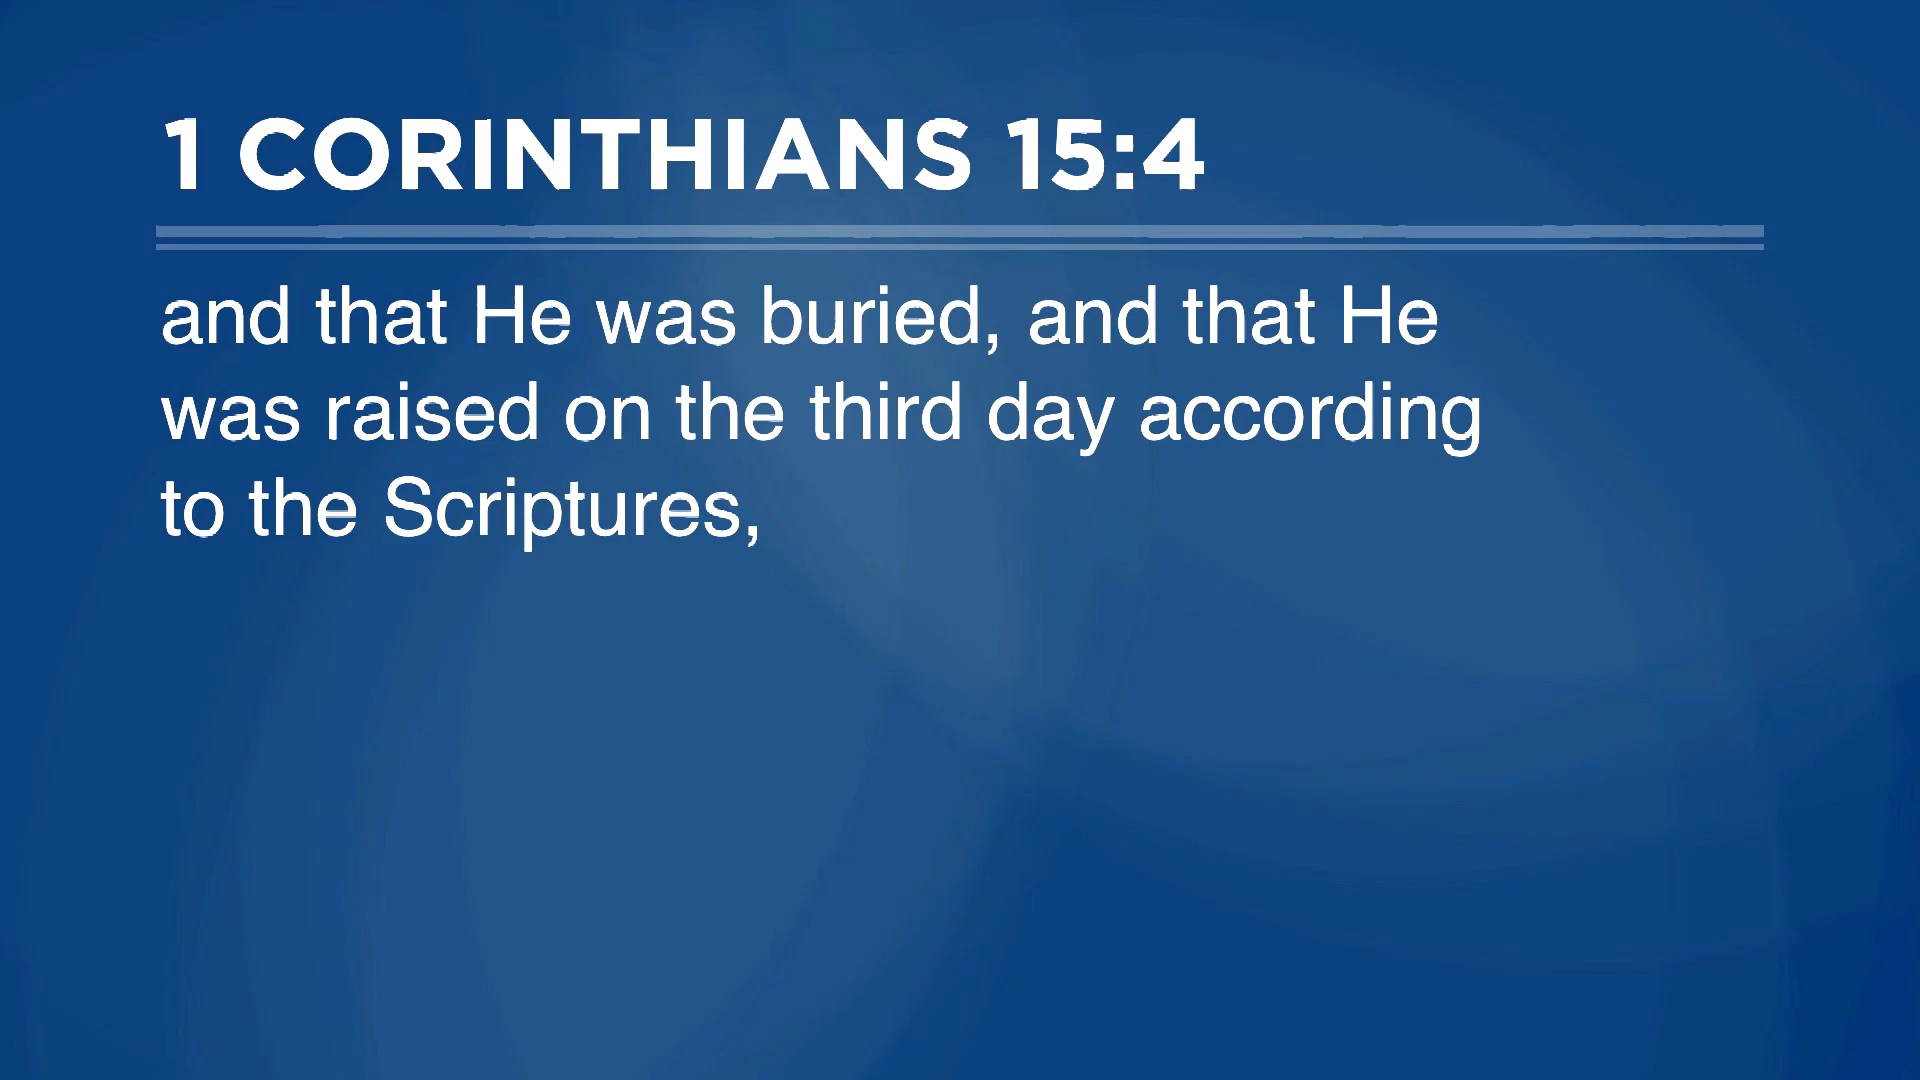 1 CORINTHIANS 15:4
and that He was buried, and that He
was raised on the third day according
to the Scriptures,